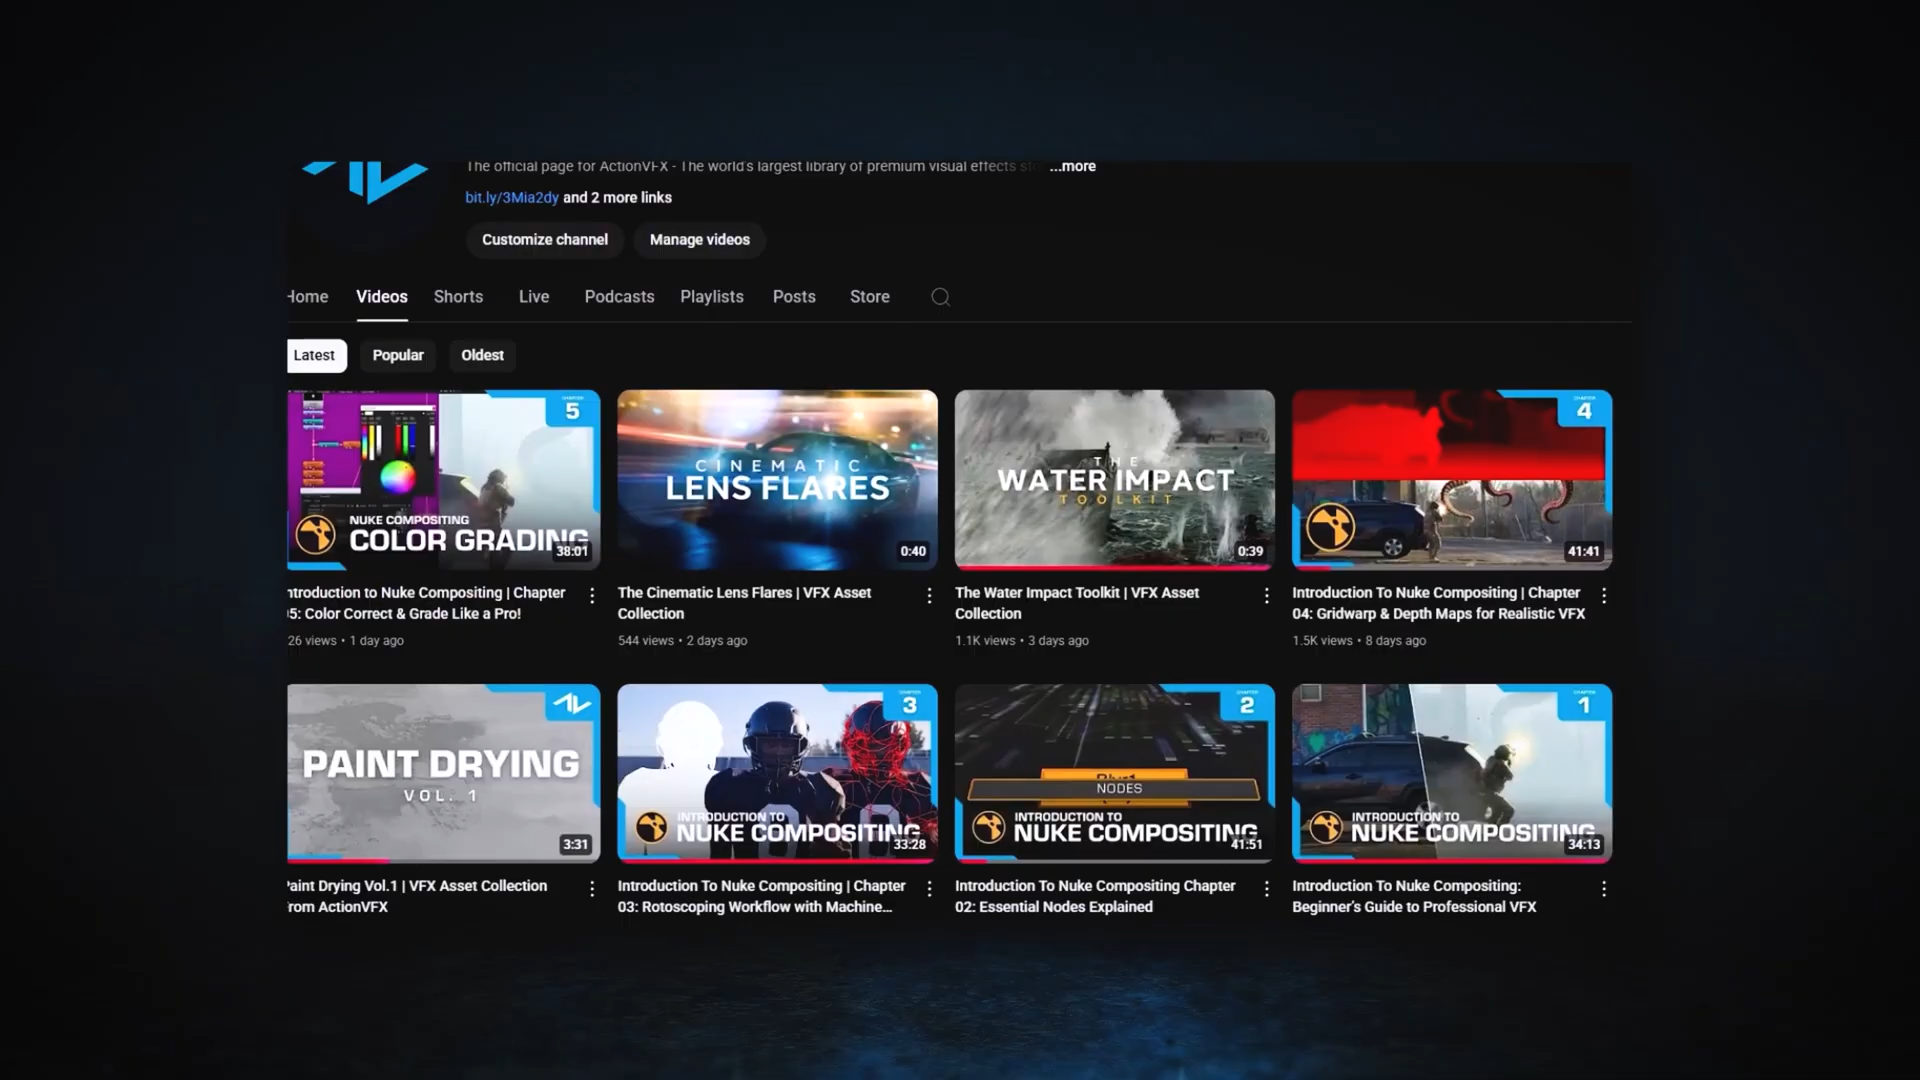 The official page for ActionVFX - The world's largest library of premium visual effects ...more
bit.ly/3Mia2dy and 2 more links
Customize channel Manage videos
Home Videos Shorts Live Podcasts Playlists Posts Store
Latest Popular Oldest
CHAPTER
5
NUKE COMPOSITING
COLOR GRADING
38:01
CINEMATIC
LENS FLARES
0:40
THE
WATER IMPACT
TOOLKIT
0:39
CHAPTER
4
41:41
ntroduction to Nuke Compositing | Chapter
05: Color Correct & Grade Like a Pro!
26 views • 1 day ago
The Cinematic Lens Flares | VFX Asset
Collection
544 views • 2 days ago
The Water Impact Toolkit | VFX Asset
Collection
1.1K views • 3 days ago
Introduction To Nuke Compositing | Chapter
04: Gridwarp & Depth Maps for Realistic VFX
1.5K views • 8 days ago
PAINT DRYING
VOL. 1
3:31
CHAPTER
3
INTRODUCTION TO
NUKE COMPOSITING
33:28
CHAPTER
2
NODES
INTRODUCTION TO
NUKE COMPOSITING
41:51
CHAPTER
1
INTRODUCTION TO
NUKE COMPOSITING
34:13
Paint Drying Vol.1 | VFX Asset Collection
From ActionVFX
Introduction To Nuke Compositing | Chapter
03: Rotoscoping Workflow with Machine...
Introduction To Nuke Compositing Chapter
02: Essential Nodes Explained
Introduction To Nuke Compositing:
Beginner's Guide to Professional VFX